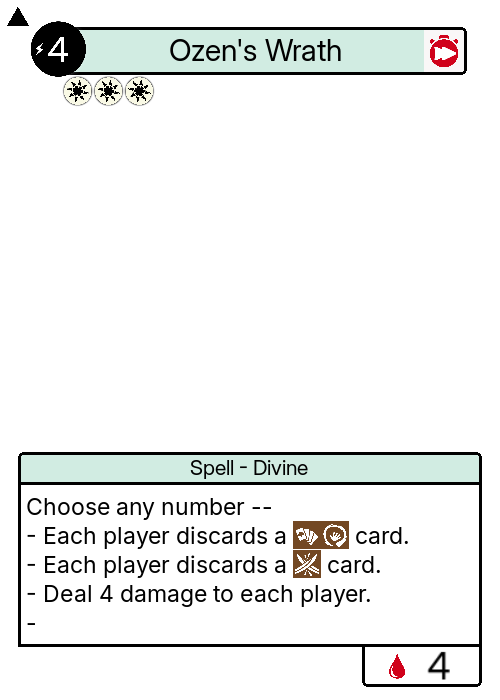 4 Ozen's Wrath
Spell - Divine
Choose any number --
- Each player discards a card.
- Each player discards a card.
- Deal 4 damage to each player.
-
4